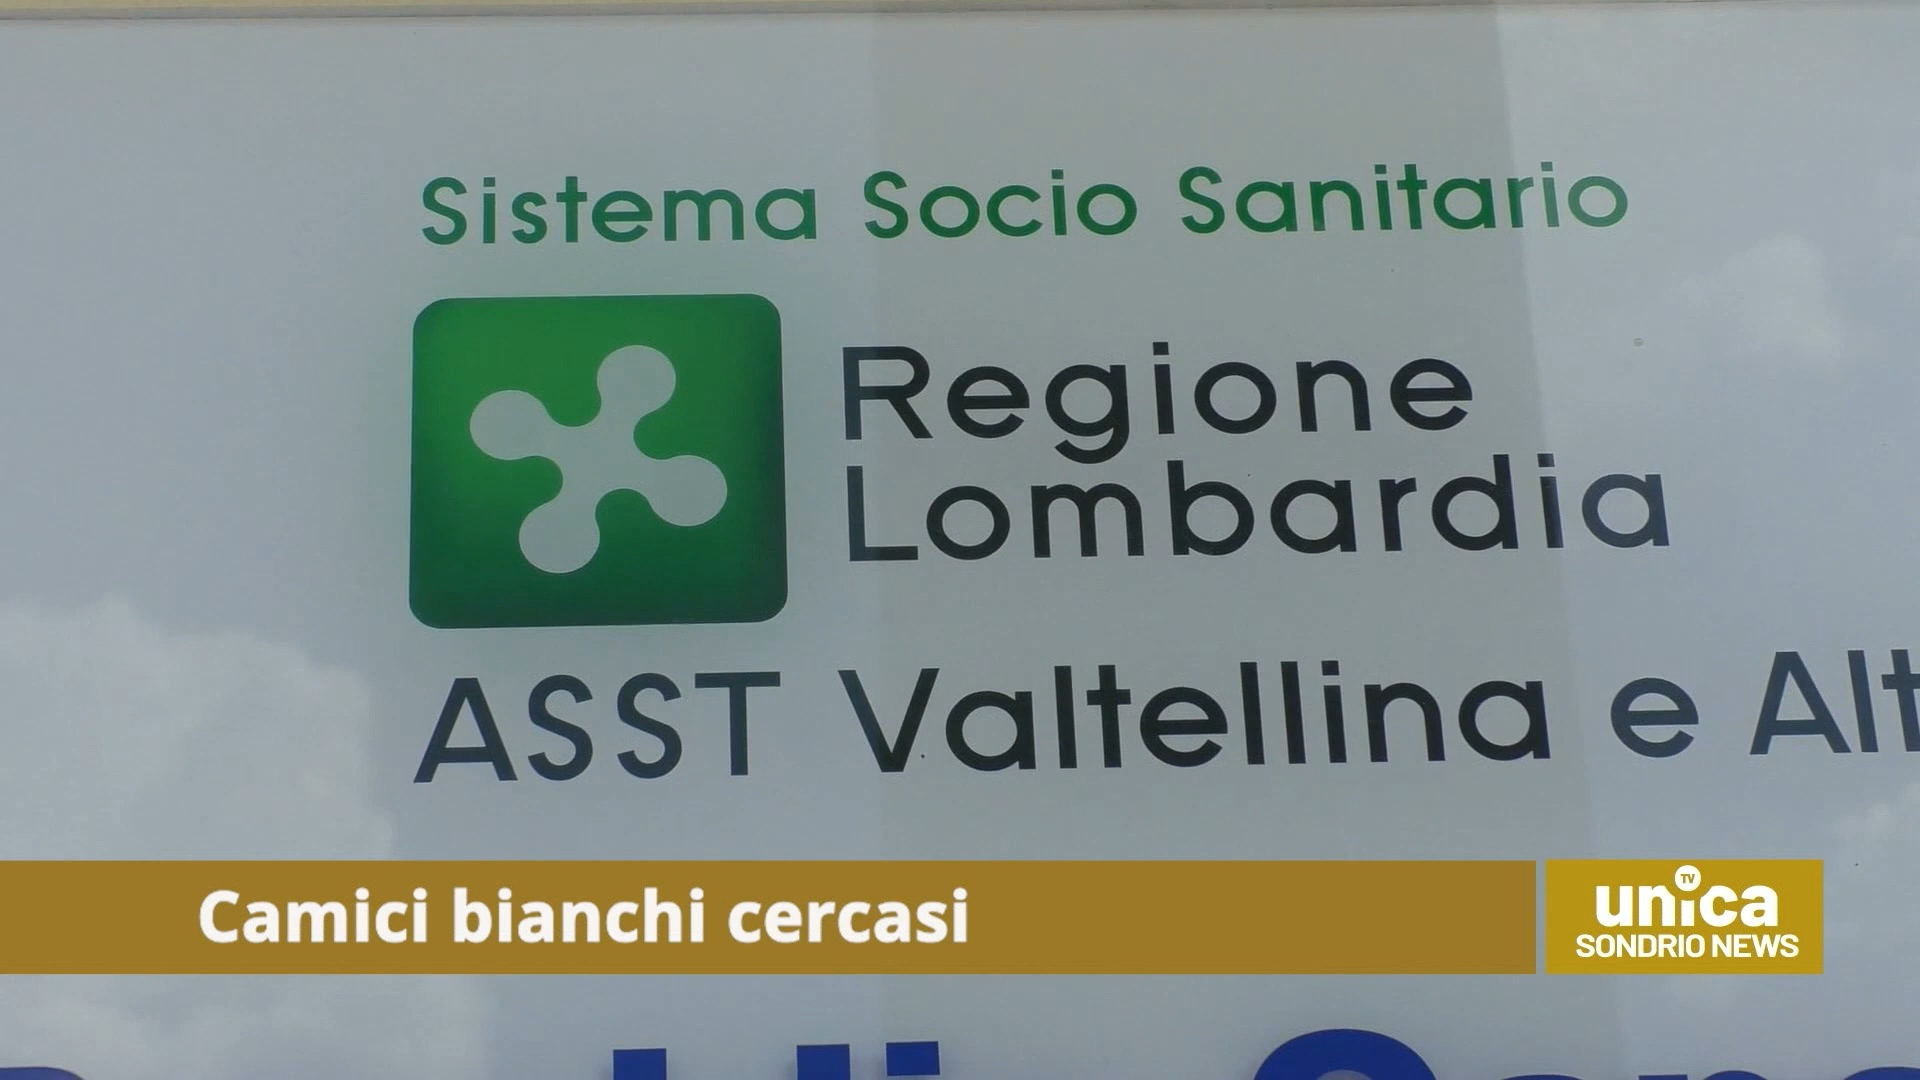 Sistema Socio Sanitario
Regione
Lombardia
ASST Valtellina e Alt
Camici bianchi cercasi
unica TV
SONDRIO NEWS